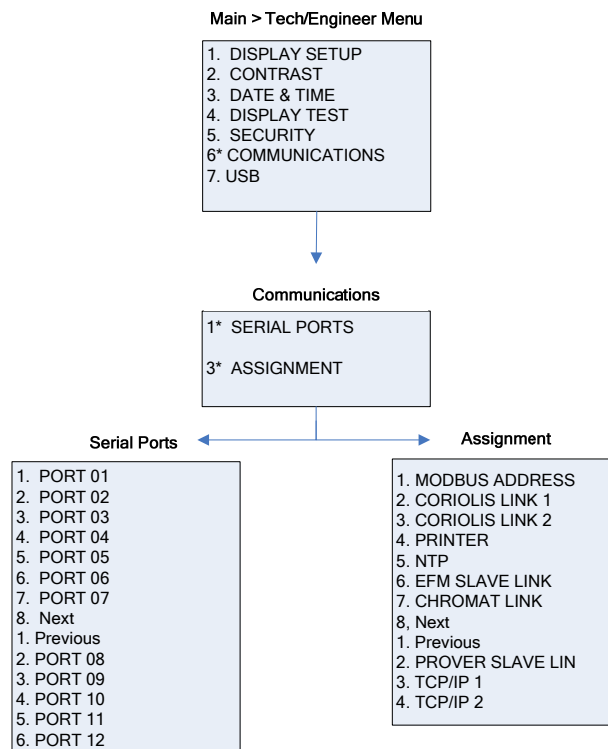 Main > Tech/Engineer Menu
1. DISPLAY SETUP
2. CONTRAST
3. DATE & TIME
4. DISPLAY TEST
5. SECURITY
6* COMMUNICATIONS
7. USB
Communications
1* SERIAL PORTS
3* ASSIGNMENT
Serial Ports
1. PORT 01
2. PORT 02
3. PORT 03
4. PORT 04
5. PORT 05
6. PORT 06
7. PORT 07
8. Next
1. Previous
2. PORT 08
3. PORT 09
4. PORT 10
5. PORT 11
6. PORT 12
Assignment
1. MODBUS ADDRESS
2. CORIOLIS LINK 1
3. CORIOLIS LINK 2
4. PRINTER
5. NTP
6. EFM SLAVE LINK
7. CHROMAT LINK
8, Next
1. Previous
2. PROVER SLAVE LIN
3. TCP/IP 1
4. TCP/IP 2